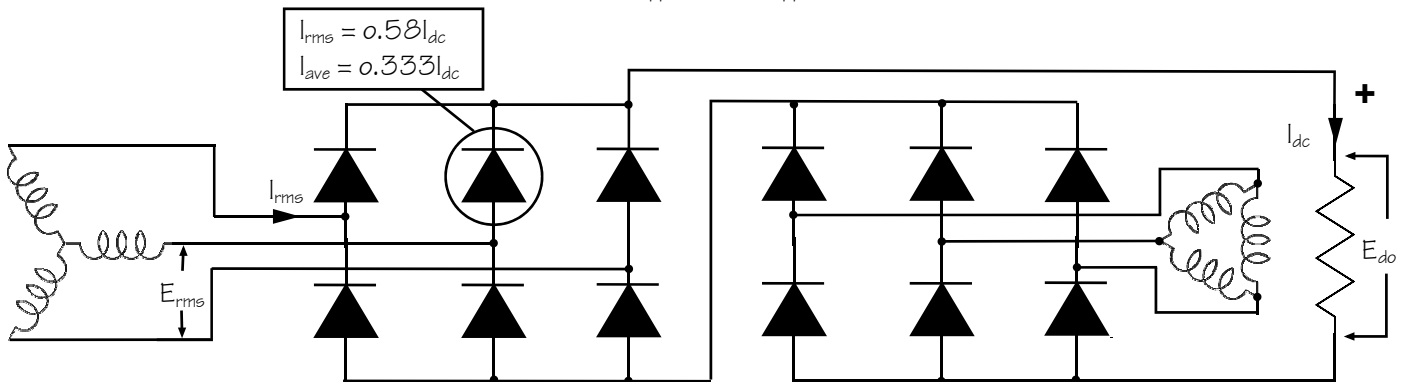 Irms = 0.58Idc
Iave = 0.333Idc
+
Idc
Irms
Erms
Edo